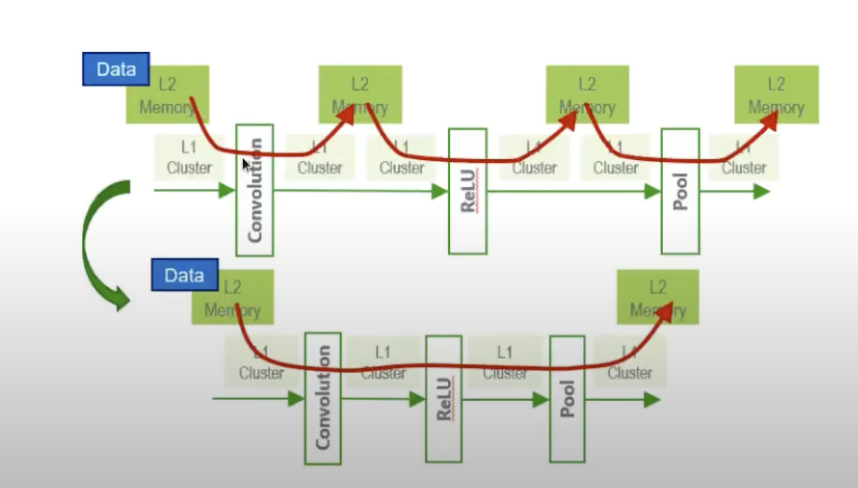 Data
L2
Memory
L2
Memory
L2
Memory
L2
Memory
L1
Cluster
Convolution
L1
Cluster
L1
Cluster
ReLU
L1
Cluster
L1
Cluster
Pool
L1
Cluster
Data
L2
Memory
L2
Memory
L1
Cluster
Convolution
L1
Cluster
ReLU
L1
Cluster
Pool
L1
Cluster